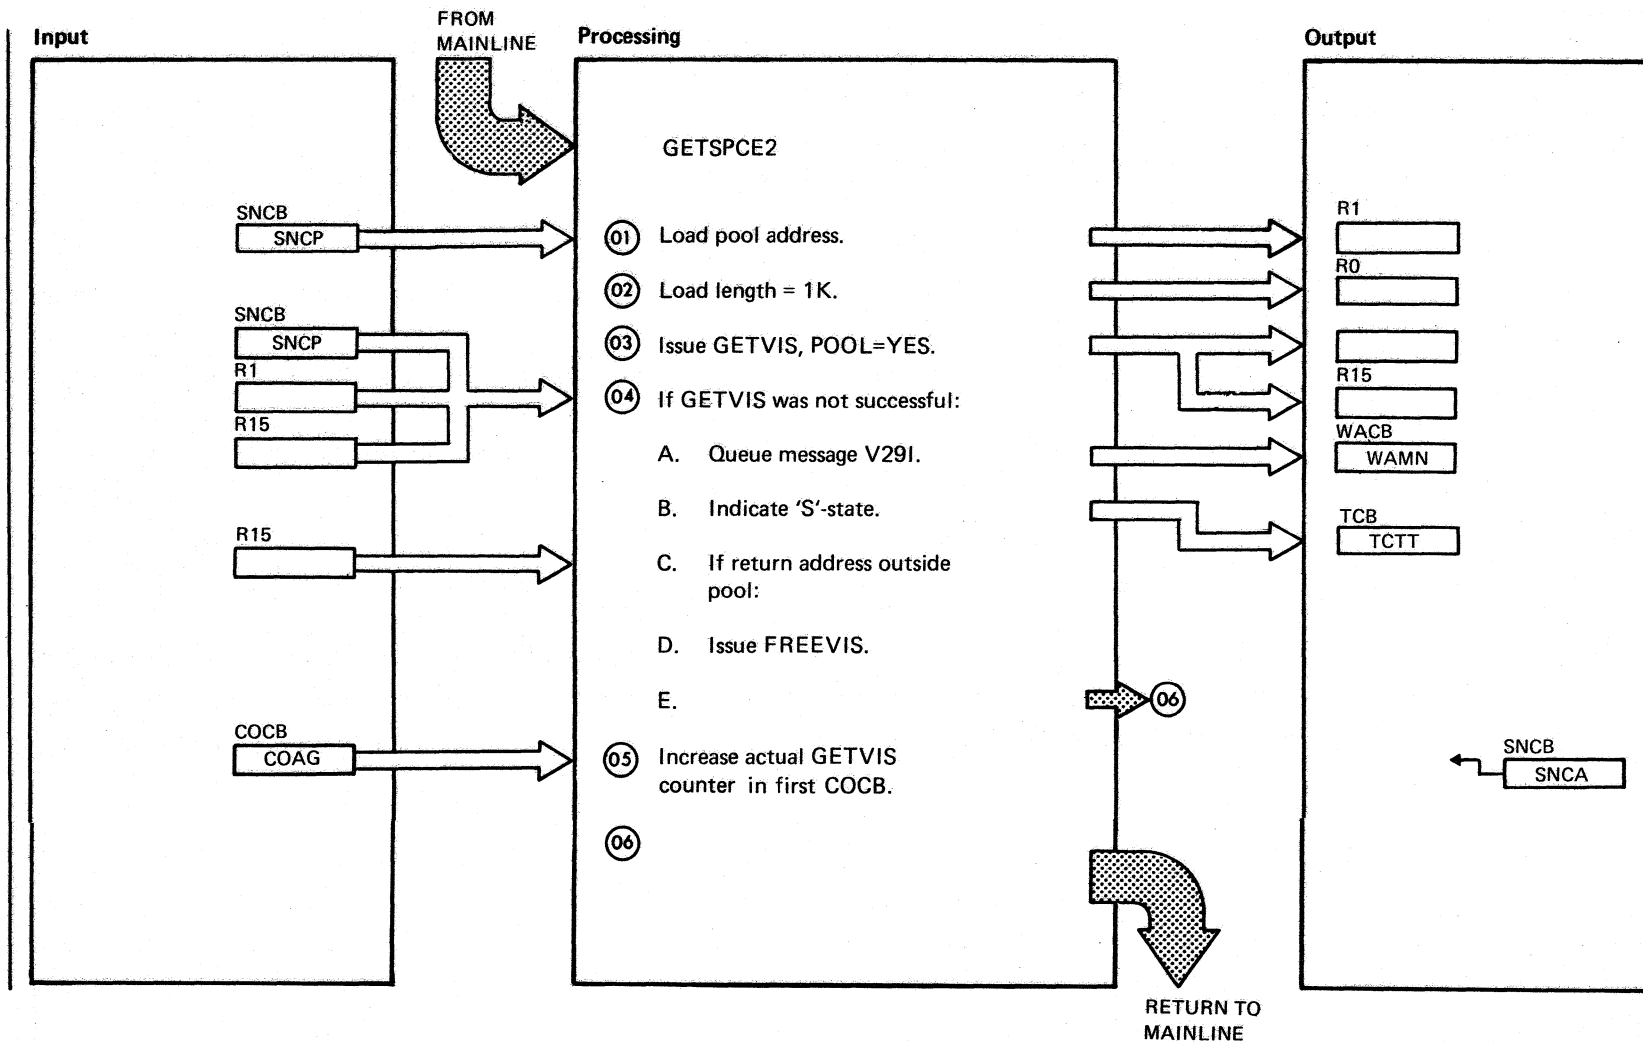 FROM
MAINLINE
Input
Processing
Output
GETSPCE2
SNCB
SNCP
01 Load pool address.
R1
02 Load length = 1K.
R0
SNCB
SNCP
03 Issue GETVIS, POOL=YES.
R1
R15
04 If GETVIS was not successful:
R15
A. Queue message V29I.
WACB
WAMN
B. Indicate 'S'-state.
TCB
TCTT
R15
C. If return address outside
pool:
D. Issue FREEVIS.
E.
06
COCB
COAG
05 Increase actual GETVIS
counter in first COCB.
SNCB
SNCA
06
RETURN TO
MAINLINE